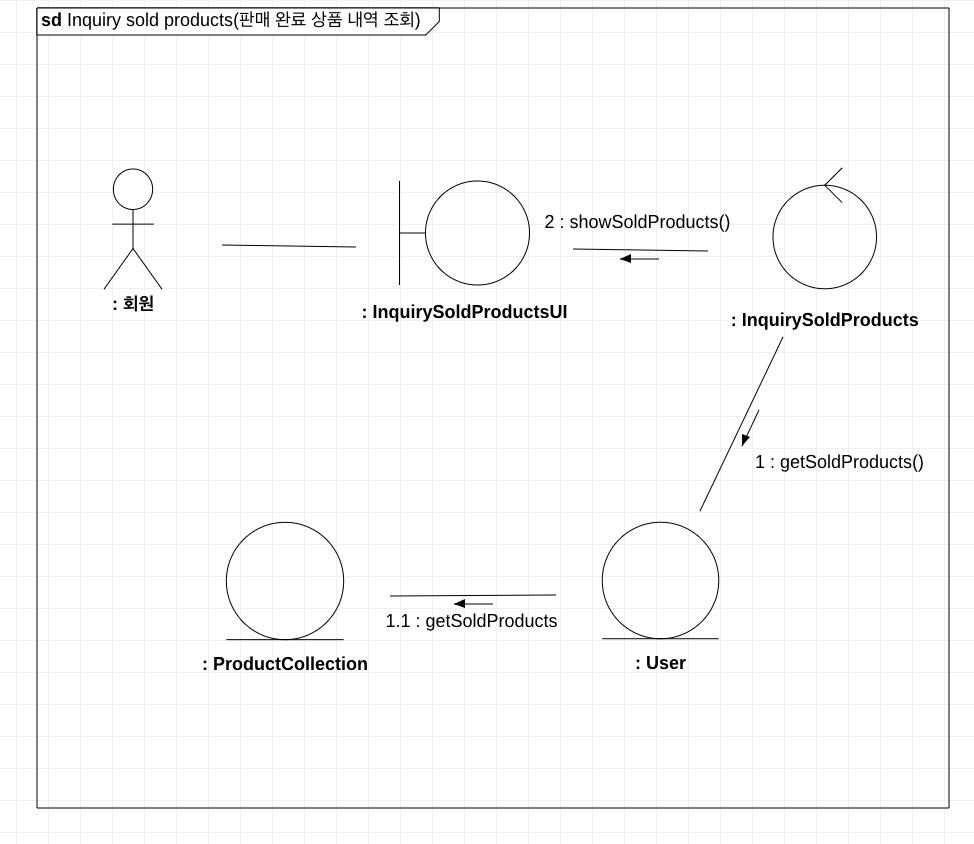 sd Inquiry sold products(판매 완료 상품 내역 조회)
2 : showSoldProducts()
: 회원
: InquirySoldProductsUI
: InquirySoldProducts
1 : getSoldProducts()
1.1 : getSoldProducts
: ProductCollection
: User